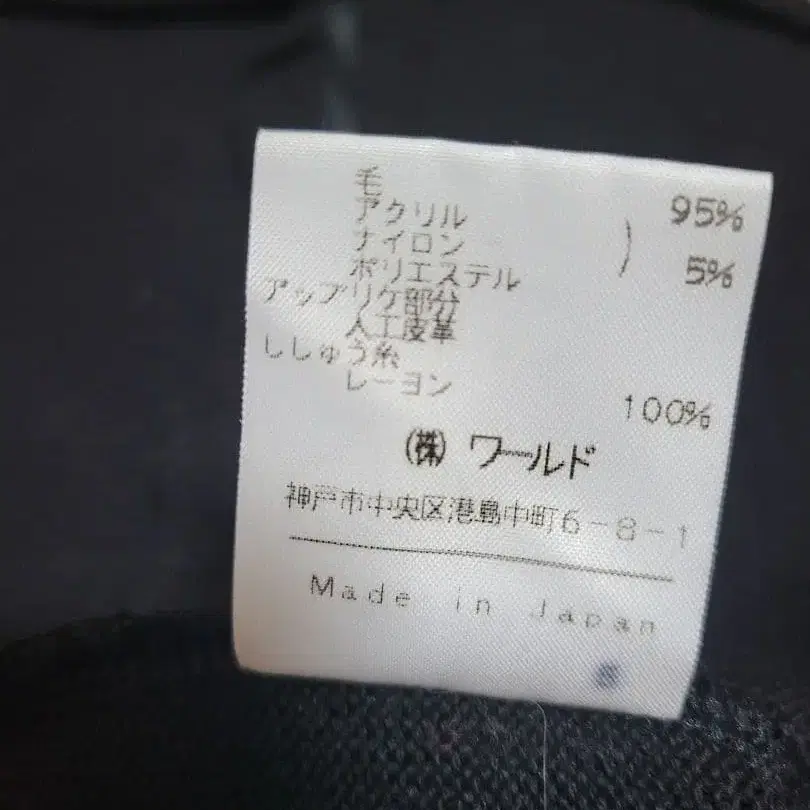 毛 95%
アクリル
ナイロン ) 5%
ポリエステル
アップリケ部分
人工皮革
ししゅう糸
レーヨン 100%
(株) ワールド
神戸市中央区港島中町6-8-1
Made in Japan